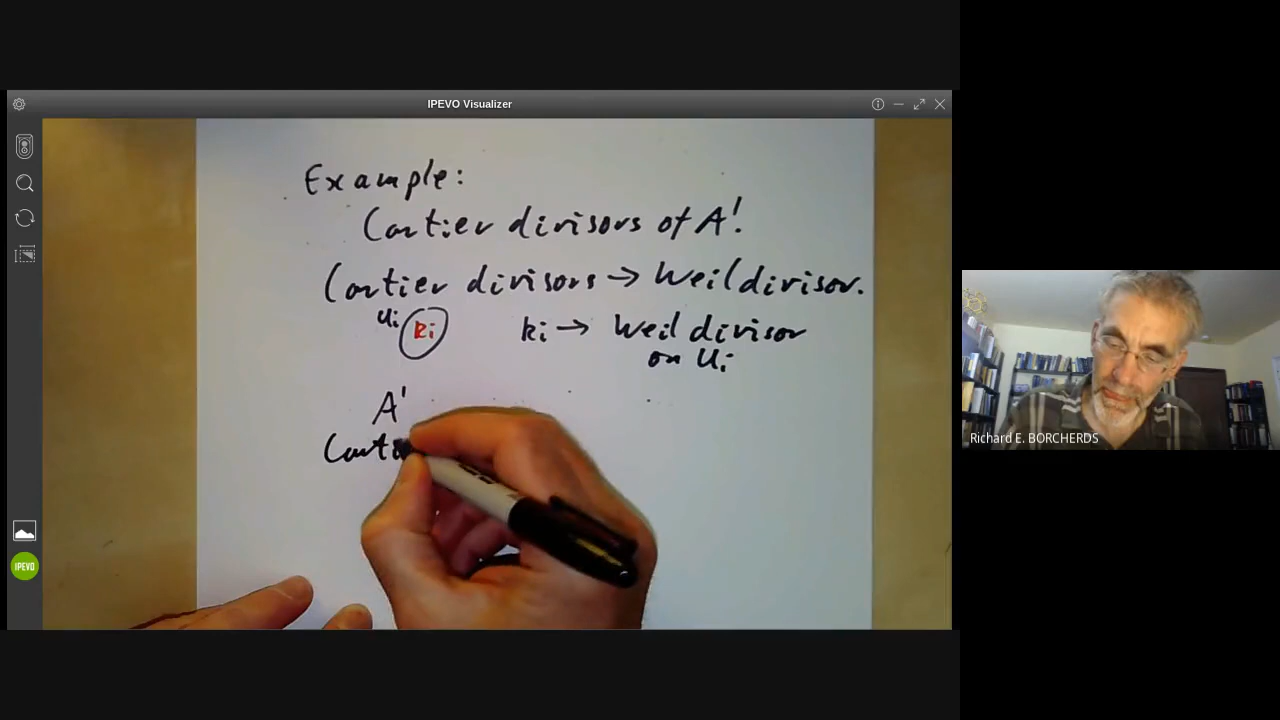 IPEVO Visualizer
Example:
Cartier divisors of A¹.
Cartier divisors → Weil divisor.
Ui ki ki → Weil divisor
on Ui
A¹
Carti
IPEVO
Richard E. BORCHERDS